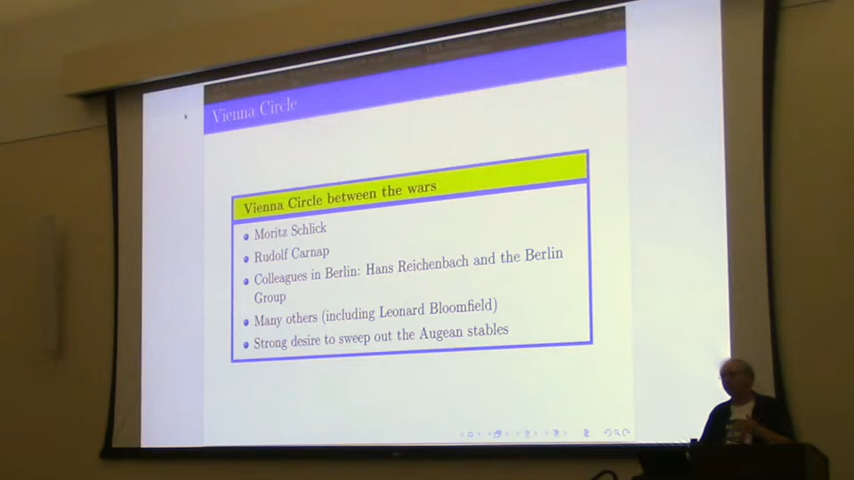 Vienna Circle
Vienna Circle between the wars
Moritz Schlick
Rudolf Carnap
Colleagues in Berlin: Hans Reichenbach and the Berlin
Group
Many others (including Leonard Bloomfield)
Strong desire to sweep out the Augean stables